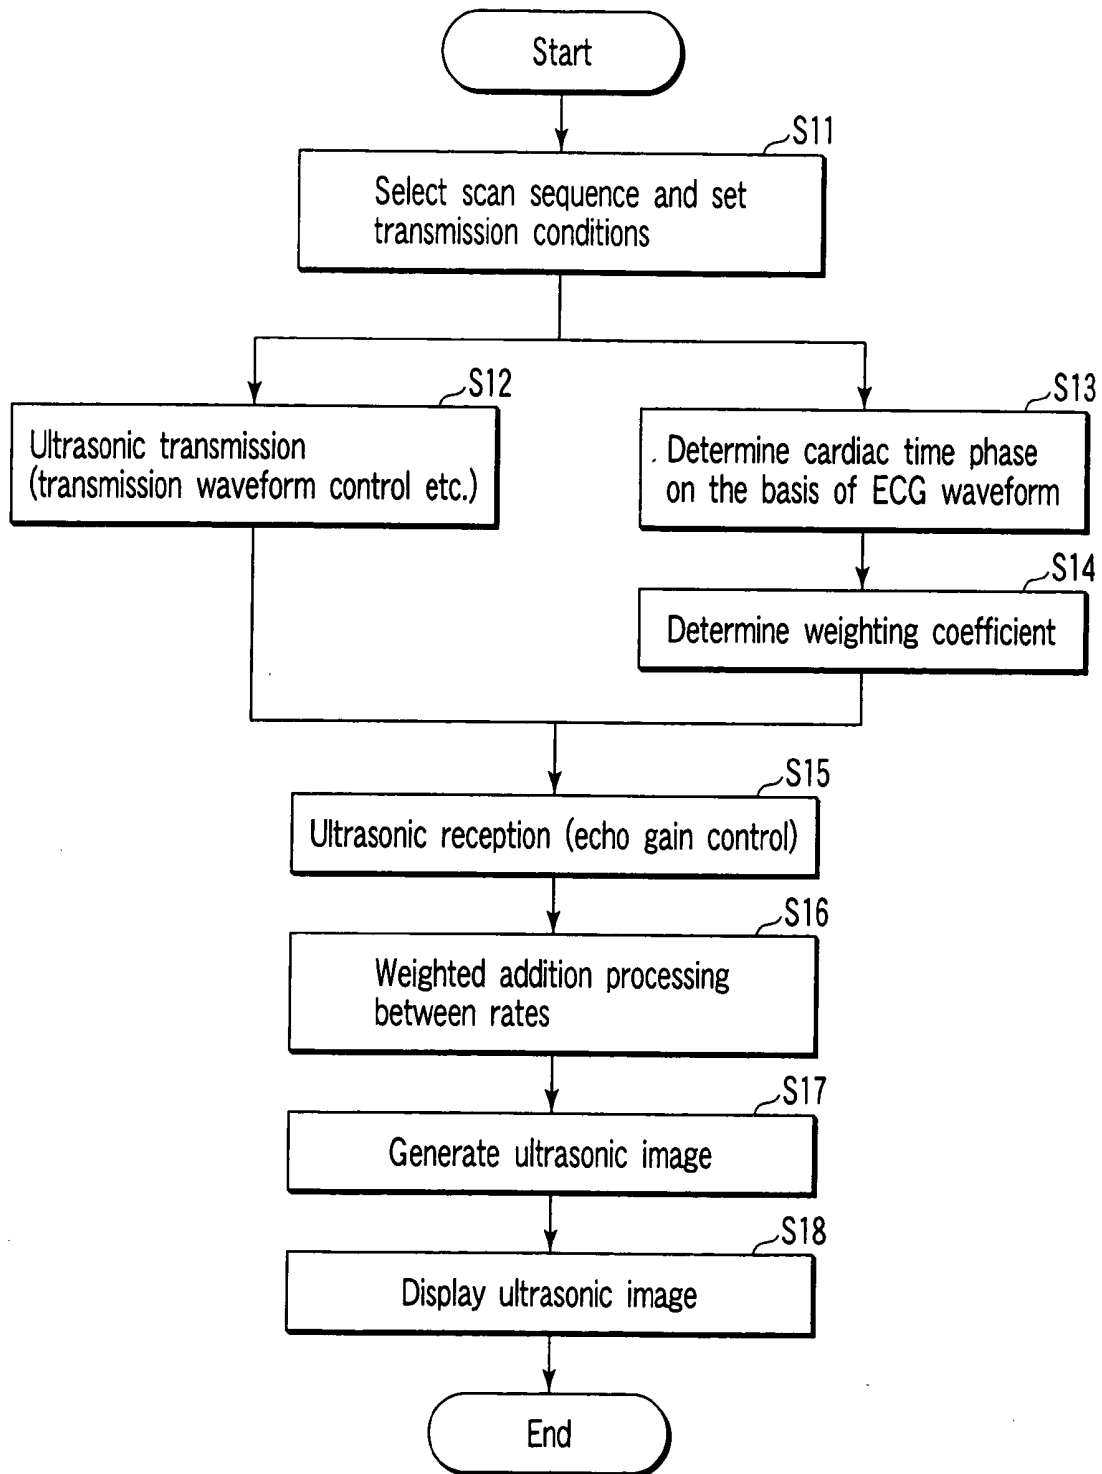 Start
S11
Select scan sequence and set
transmission conditions
S12
Ultrasonic transmission
(transmission waveform control etc.)
S13
Determine cardiac time phase
on the basis of ECG waveform
S14
Determine weighting coefficient
S15
Ultrasonic reception (echo gain control)
S16
Weighted addition processing
between rates
S17
Generate ultrasonic image
S18
Display ultrasonic image
End